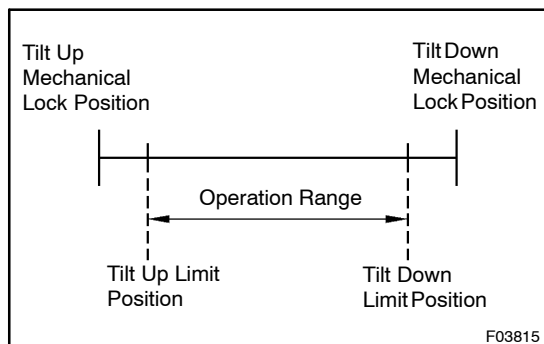 Tilt Up
Mechanical
Lock Position
Tilt Down
Mechanical
Lock Position
Operation Range
Tilt Up Limit
Position
Tilt Down
Limit Position
F03815